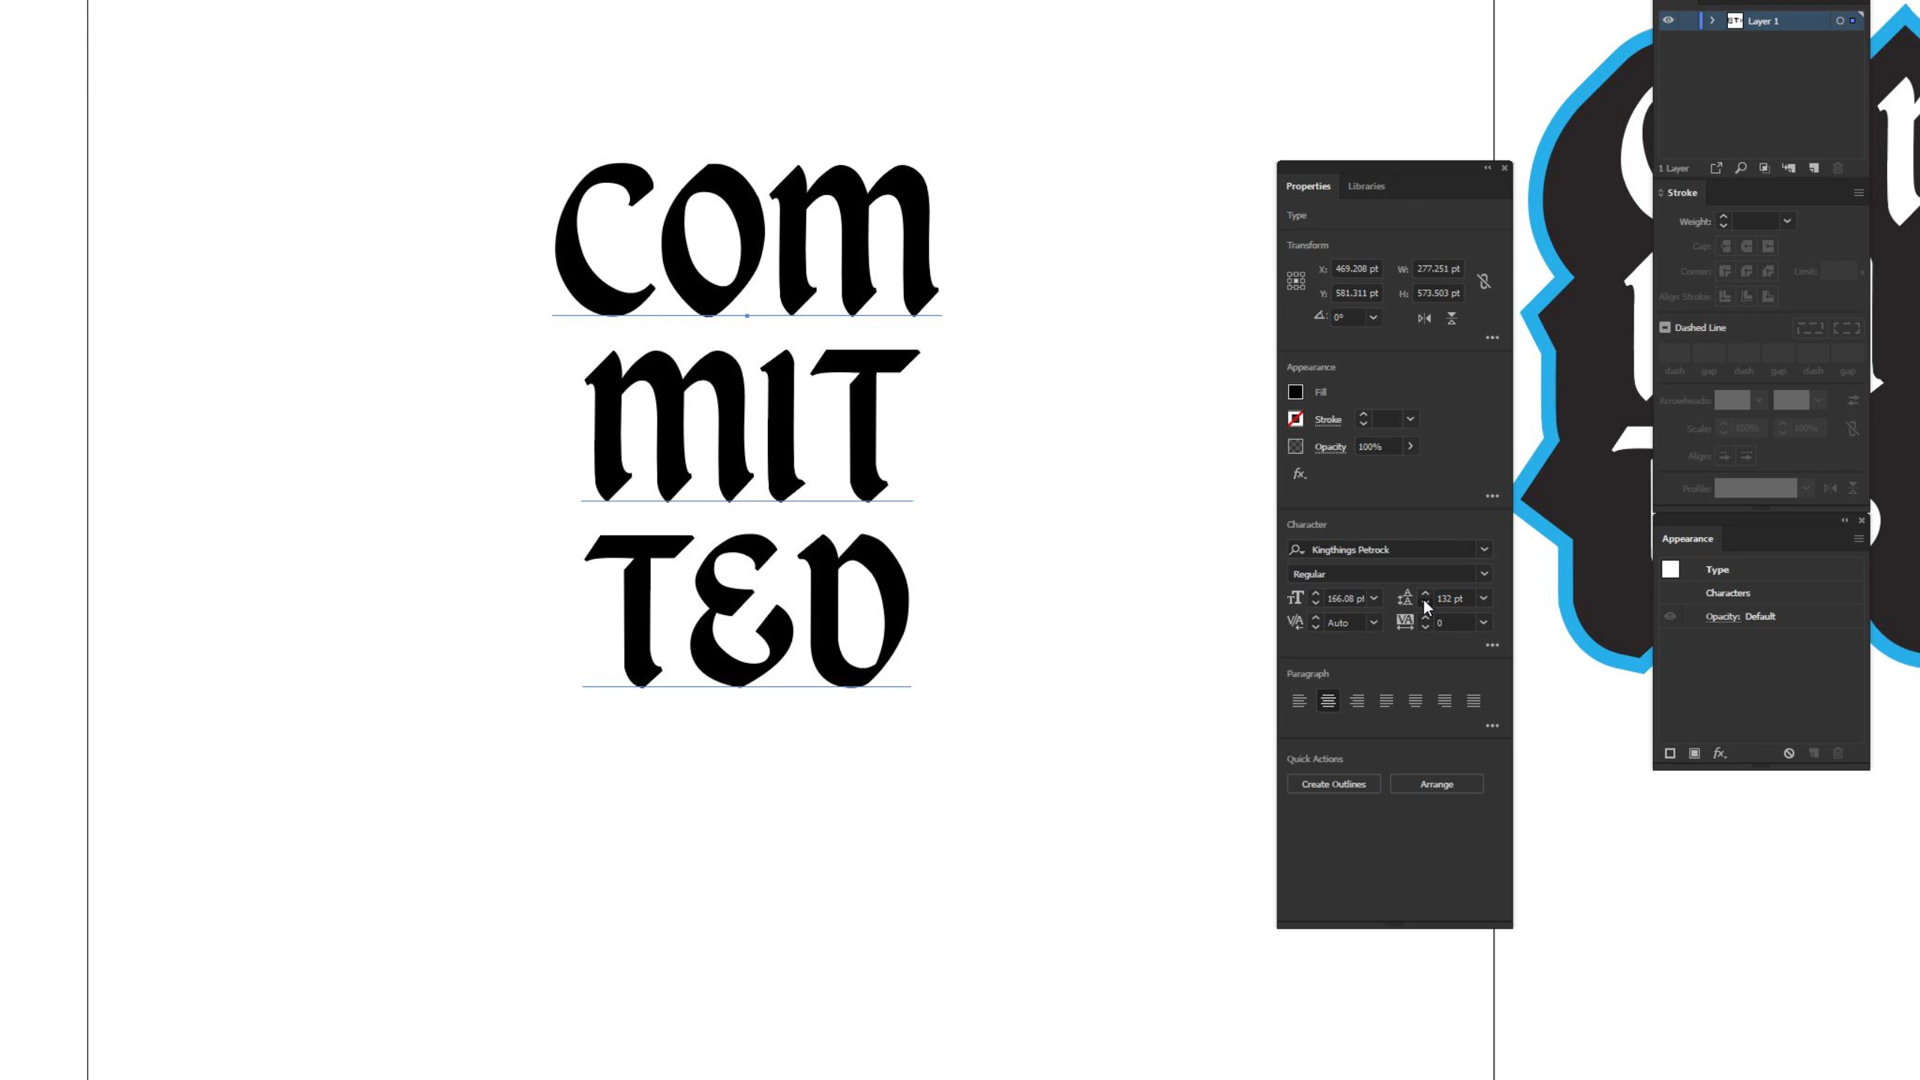 COM
MIT
TED
Properties
Libraries
Type
Transform
X: 469.208 pt
W: 277.251 pt
Y: 581.311 pt
H: 573.503 pt
0°
Appearance
Fill
Stroke
Opacity
100%
fx.
Character
Kingthings Petrock
Regular
166.08 pt
132 pt
Auto
0
Paragraph
Quick Actions
Create Outlines
Arrange
Layer 1
1 Layer
Stroke
Weight:
Cap:
Corner:
Limit:
Align Stroke:
Dashed Line
dash gap dash gap dash gap
Arrowheads:
Scale:
100%
100%
Align:
Profile:
Appearance
Type
Characters
Opacity: Default
fx.